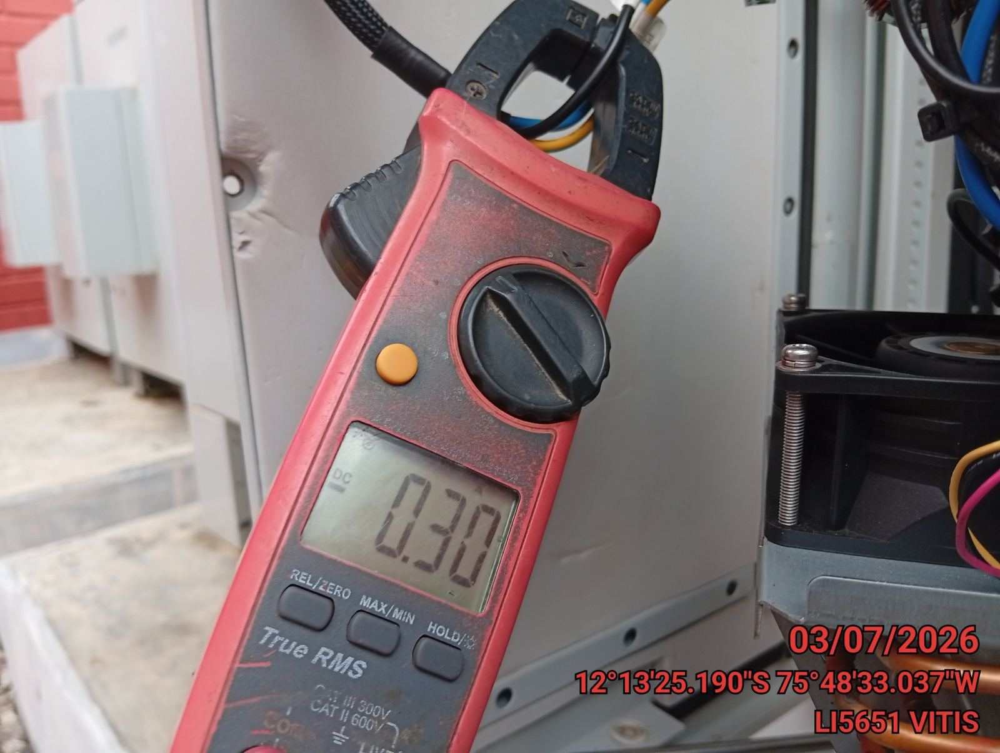 DC
A
0.30
REL/ZERO
MAX/MIN
HOLD/
True RMS
CAT III 300V
CAT II 600V
COM
03/07/2026
12°13'25.190"S 75°48'33.037"W
LI5651 VITIS